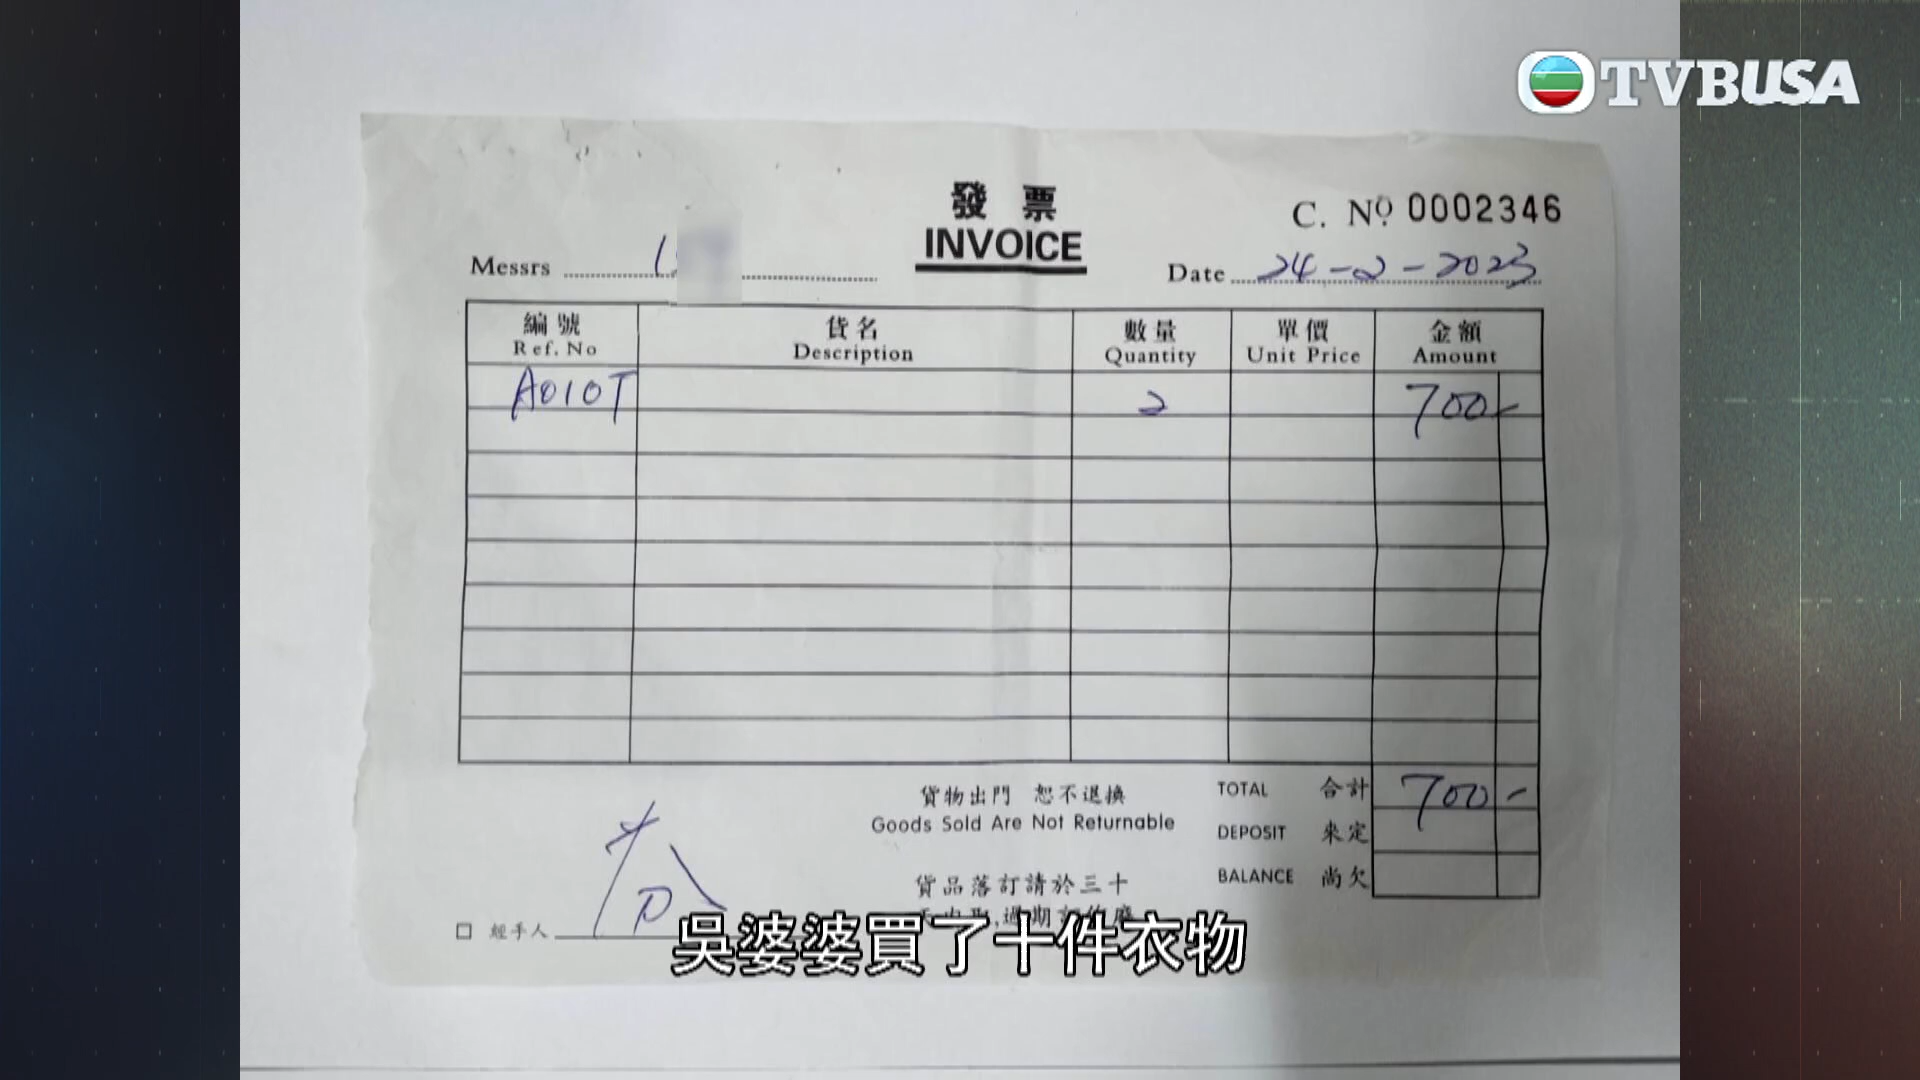 TVBUSA
發票
INVOICE
C. Nº 0002346
Messrs
Date 24-2-2023
編號 貨名 數量 單價 金額
Ref. No Description Quantity Unit Price Amount
A010T 2 700-
貨物出門 恕不退換
Goods Sold Are Not Returnable
TOTAL 合計 700-
DEPOSIT 來定
BALANCE 尚欠
貨品落訂請於三十
經手人
吳婆婆買了十件衣物